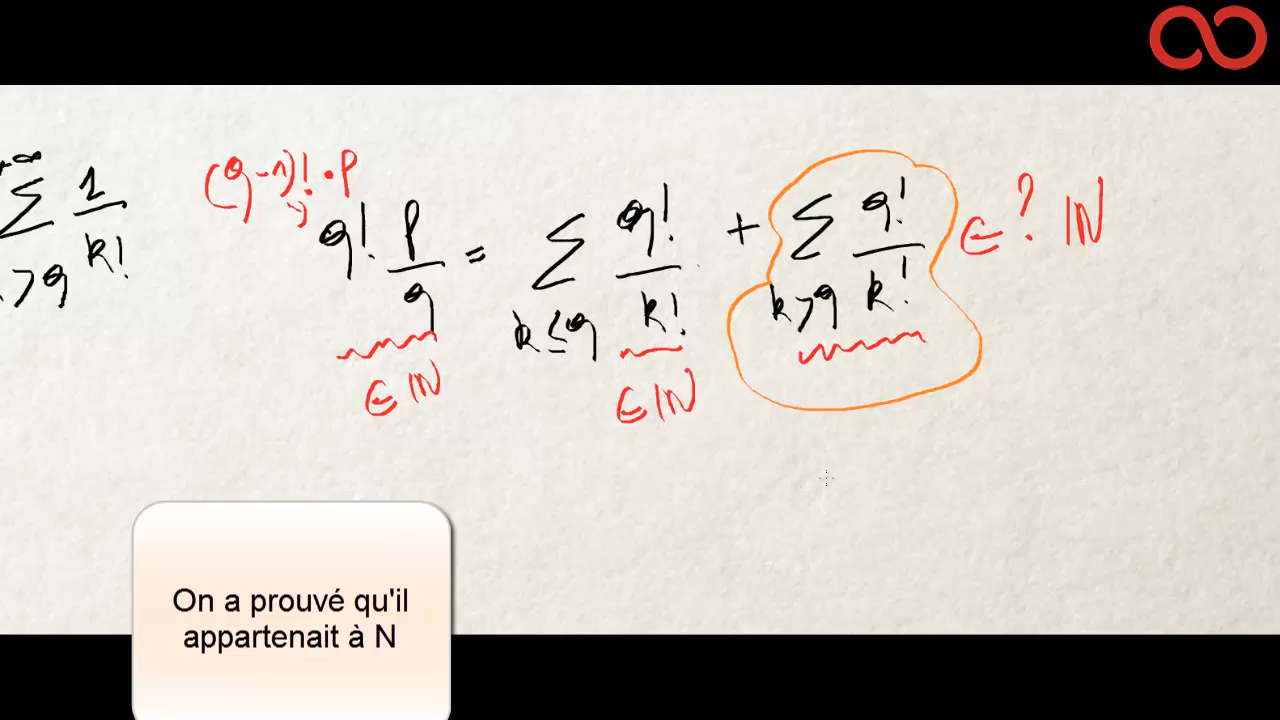 +∞
∑ 1/k!
k>q
(q-1)!·p
q! p/q = ∑ q!/k! + ∑ q!/k! ∈? ℕ
k≤q k>q
∈ ℕ ∈ ℕ
On a prouvé qu'il
appartenait à N